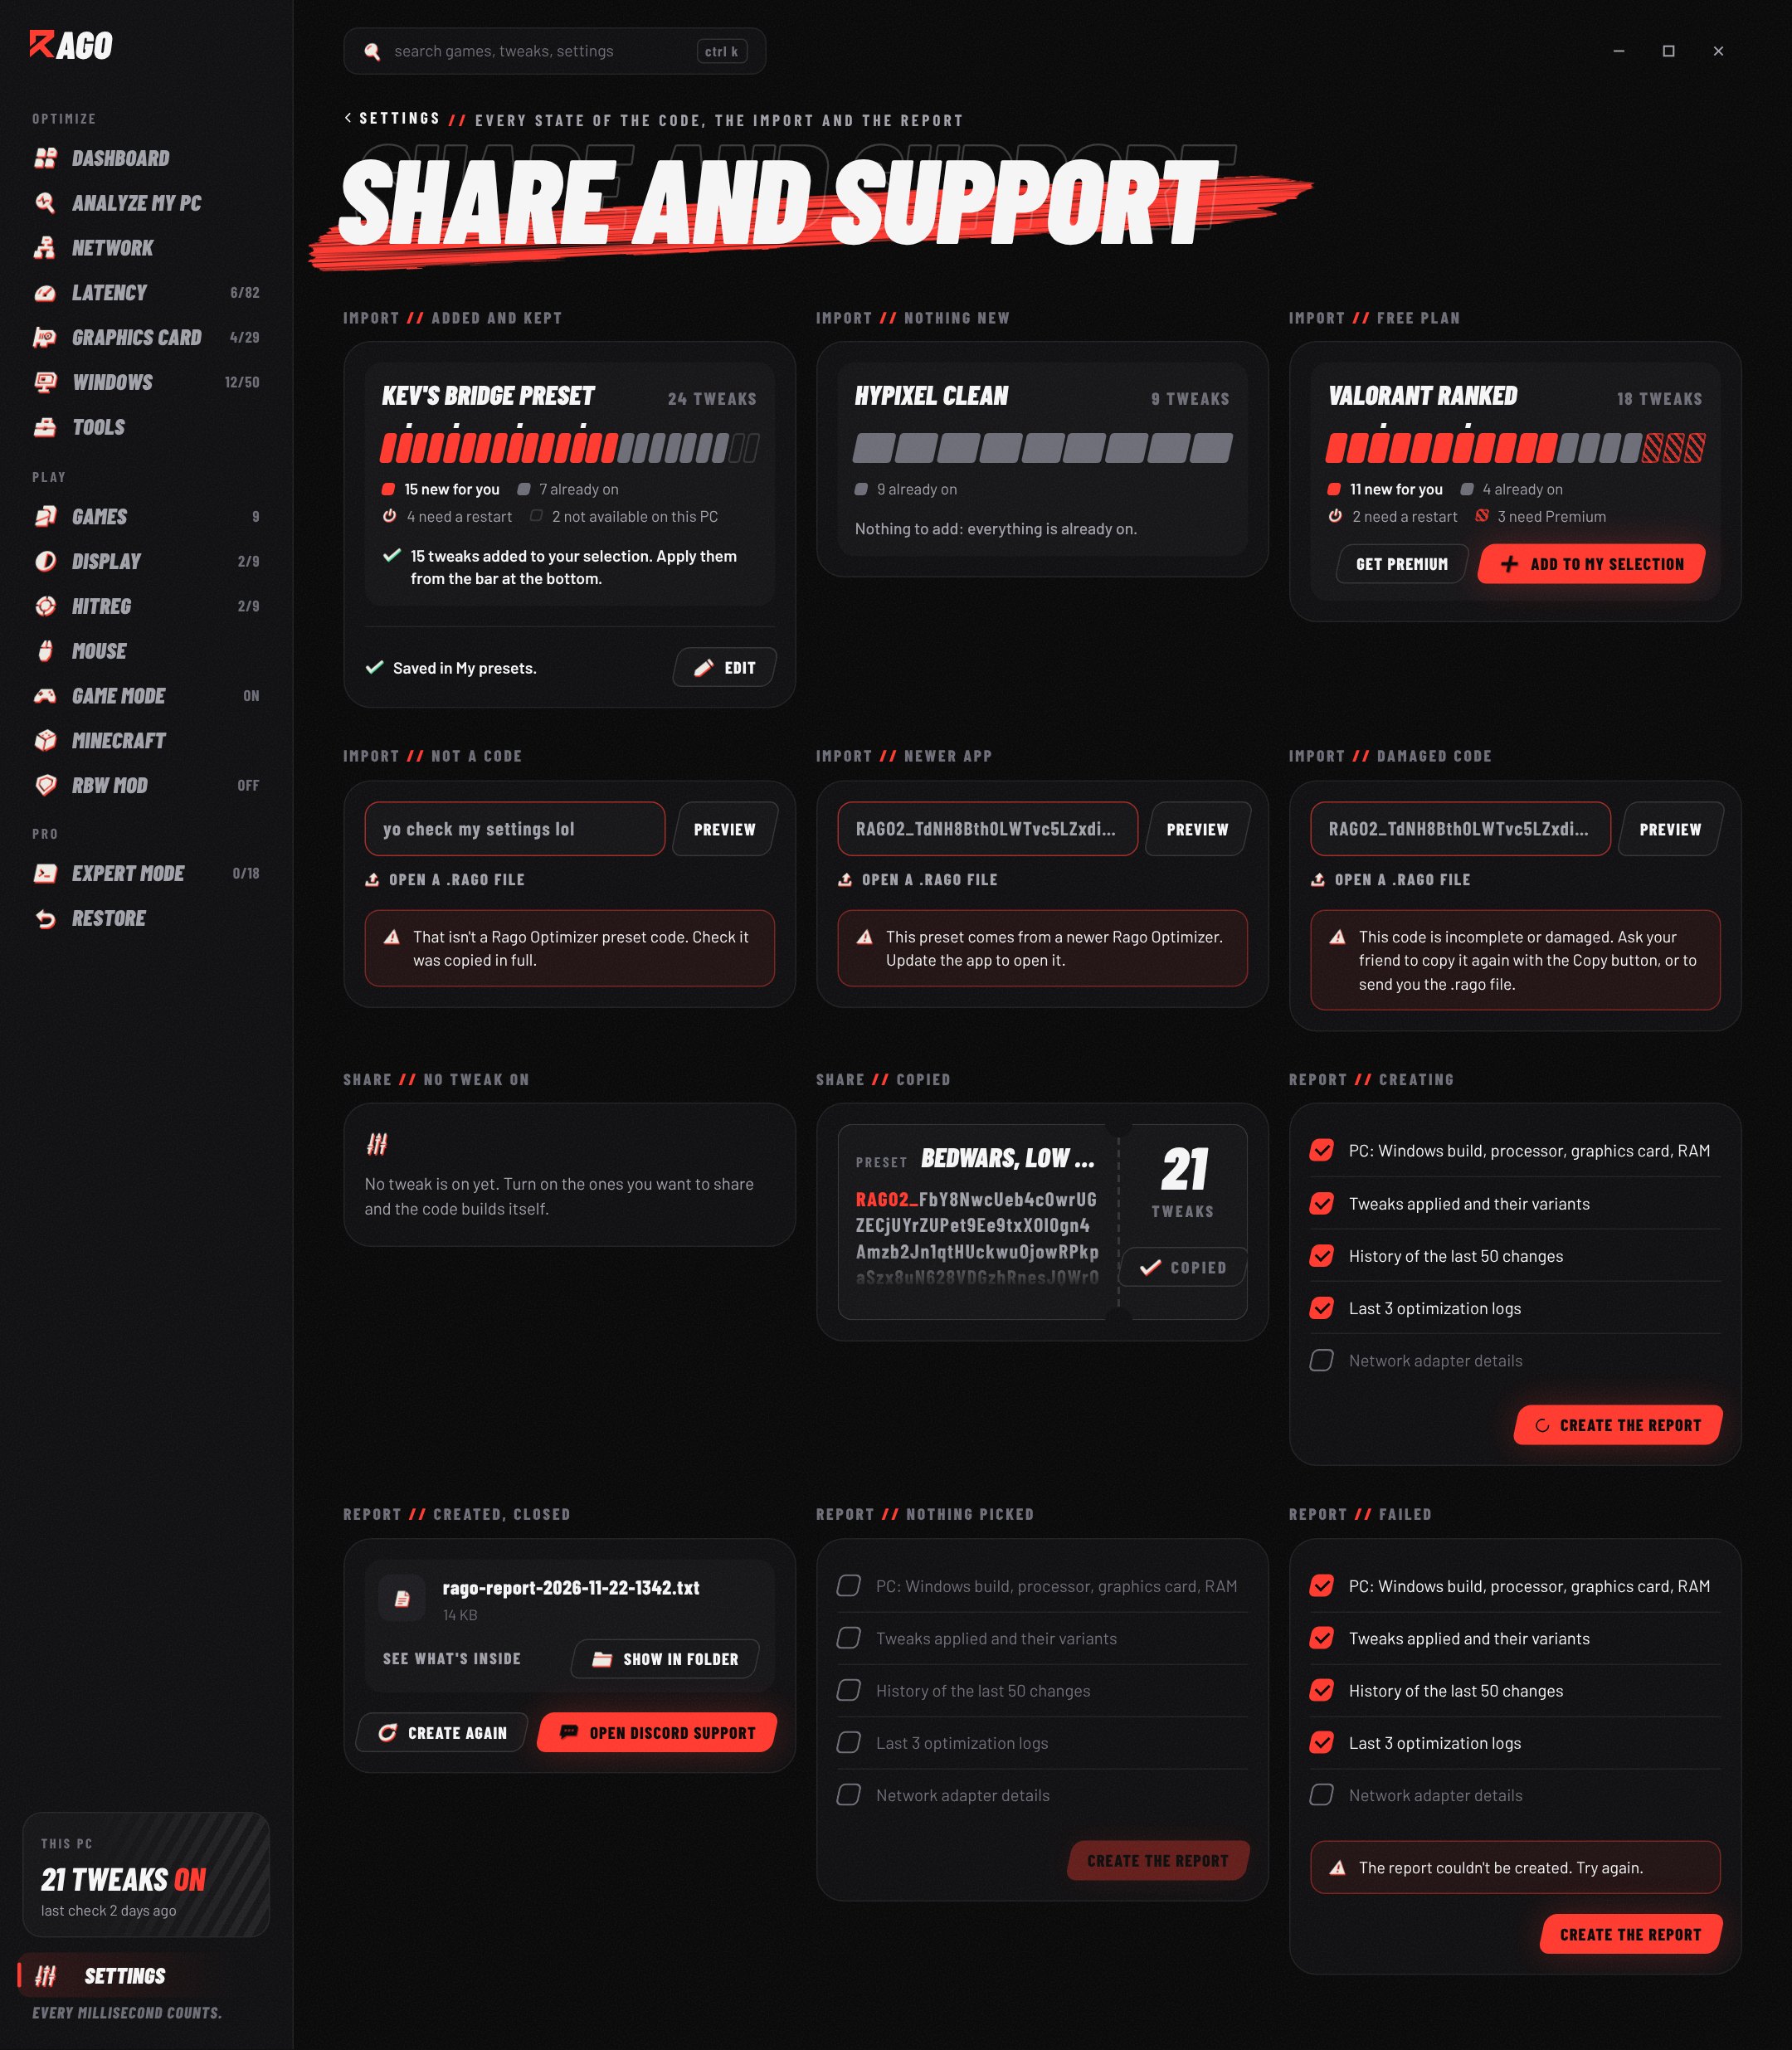 RAGO
search games, tweaks, settings
ctrl k
OPTIMIZE
DASHBOARD
ANALYZE MY PC
NETWORK
LATENCY 6/82
GRAPHICS CARD 4/29
WINDOWS 12/50
TOOLS
PLAY
GAMES 9
DISPLAY 2/9
HITREG 2/9
MOUSE
GAME MODE ON
MINECRAFT
RBW MOD OFF
PRO
EXPERT MODE 0/18
RESTORE
THIS PC
21 TWEAKS ON
last check 2 days ago
SETTINGS
EVERY MILLISECOND COUNTS.
SETTINGS // EVERY STATE OF THE CODE, THE IMPORT AND THE REPORT
SHARE AND SUPPORT
IMPORT // ADDED AND KEPT
KEV'S BRIDGE PRESET 24 TWEAKS
15 new for you 7 already on
4 need a restart 2 not available on this PC
15 tweaks added to your selection. Apply them
from the bar at the bottom.
Saved in My presets.
EDIT
IMPORT // NOTHING NEW
HYPIXEL CLEAN 9 TWEAKS
9 already on
Nothing to add: everything is already on.
IMPORT // FREE PLAN
VALORANT RANKED 18 TWEAKS
11 new for you 4 already on
2 need a restart 3 need Premium
GET PREMIUM
ADD TO MY SELECTION
IMPORT // NOT A CODE
yo check my settings lol
PREVIEW
OPEN A .RAGO FILE
That isn't a Rago Optimizer preset code. Check it
was copied in full.
IMPORT // NEWER APP
RAGO2_TdNH8BthOLWTvc5LZxdi...
PREVIEW
OPEN A .RAGO FILE
This preset comes from a newer Rago Optimizer.
Update the app to open it.
IMPORT // DAMAGED CODE
RAGO2_TdNH8BthOLWTvc5LZxdi...
PREVIEW
OPEN A .RAGO FILE
This code is incomplete or damaged. Ask your
friend to copy it again with the Copy button, or to
send you the .rago file.
SHARE // NO TWEAK ON
No tweak is on yet. Turn on the ones you want to share
and the code builds itself.
SHARE // COPIED
PRESET BEDWARS, LOW ...
RAGO2_FbY8NwcUeb4cOwrUG
ZECjUYrZUPet9Ee9txXOIOgn4
Amzb2Jn1qtHUckwuOjowRPkp
aSzx8uN628VDGzhRnesJQWrO
21
TWEAKS
COPIED
REPORT // CREATING
PC: Windows build, processor, graphics card, RAM
Tweaks applied and their variants
History of the last 50 changes
Last 3 optimization logs
Network adapter details
CREATE THE REPORT
REPORT // CREATED, CLOSED
rago-report-2026-11-22-1342.txt
14 KB
SEE WHAT'S INSIDE
SHOW IN FOLDER
CREATE AGAIN
OPEN DISCORD SUPPORT
REPORT // NOTHING PICKED
PC: Windows build, processor, graphics card, RAM
Tweaks applied and their variants
History of the last 50 changes
Last 3 optimization logs
Network adapter details
CREATE THE REPORT
REPORT // FAILED
PC: Windows build, processor, graphics card, RAM
Tweaks applied and their variants
History of the last 50 changes
Last 3 optimization logs
Network adapter details
The report couldn't be created. Try again.
CREATE THE REPORT